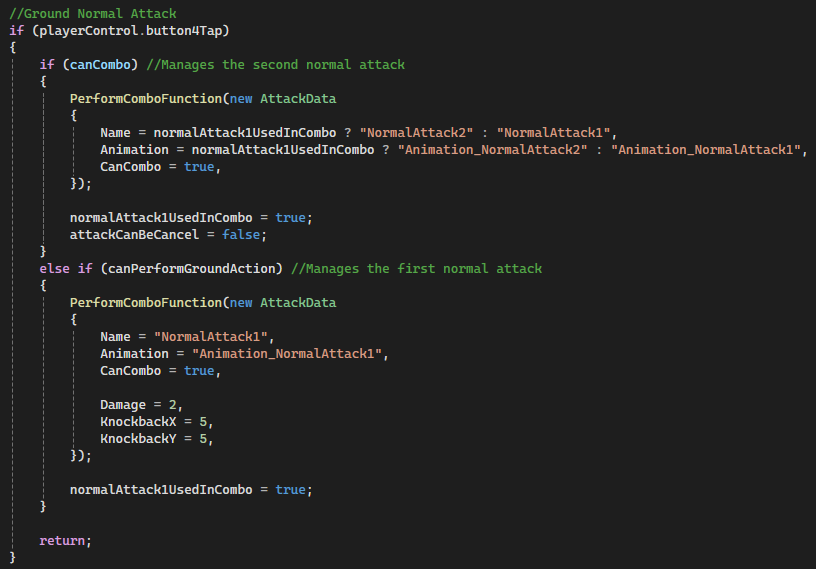 //Ground Normal Attack
if (playerControl.button4Tap)
{
    if (canCombo) //Manages the second normal attack
    {
        PerformComboFunction(new AttackData
        {
            Name = normalAttack1UsedInCombo ? "NormalAttack2" : "NormalAttack1",
            Animation = normalAttack1UsedInCombo ? "Animation_NormalAttack2" : "Animation_NormalAttack1",
            CanCombo = true,
        });

        normalAttack1UsedInCombo = true;
        attackCanBeCancel = false;
    }
    else if (canPerformGroundAction) //Manages the first normal attack
    {
        PerformComboFunction(new AttackData
        {
            Name = "NormalAttack1",
            Animation = "Animation_NormalAttack1",
            CanCombo = true,

            Damage = 2,
            KnockbackX = 5,
            KnockbackY = 5,
        });

        normalAttack1UsedInCombo = true;
    }

    return;
}